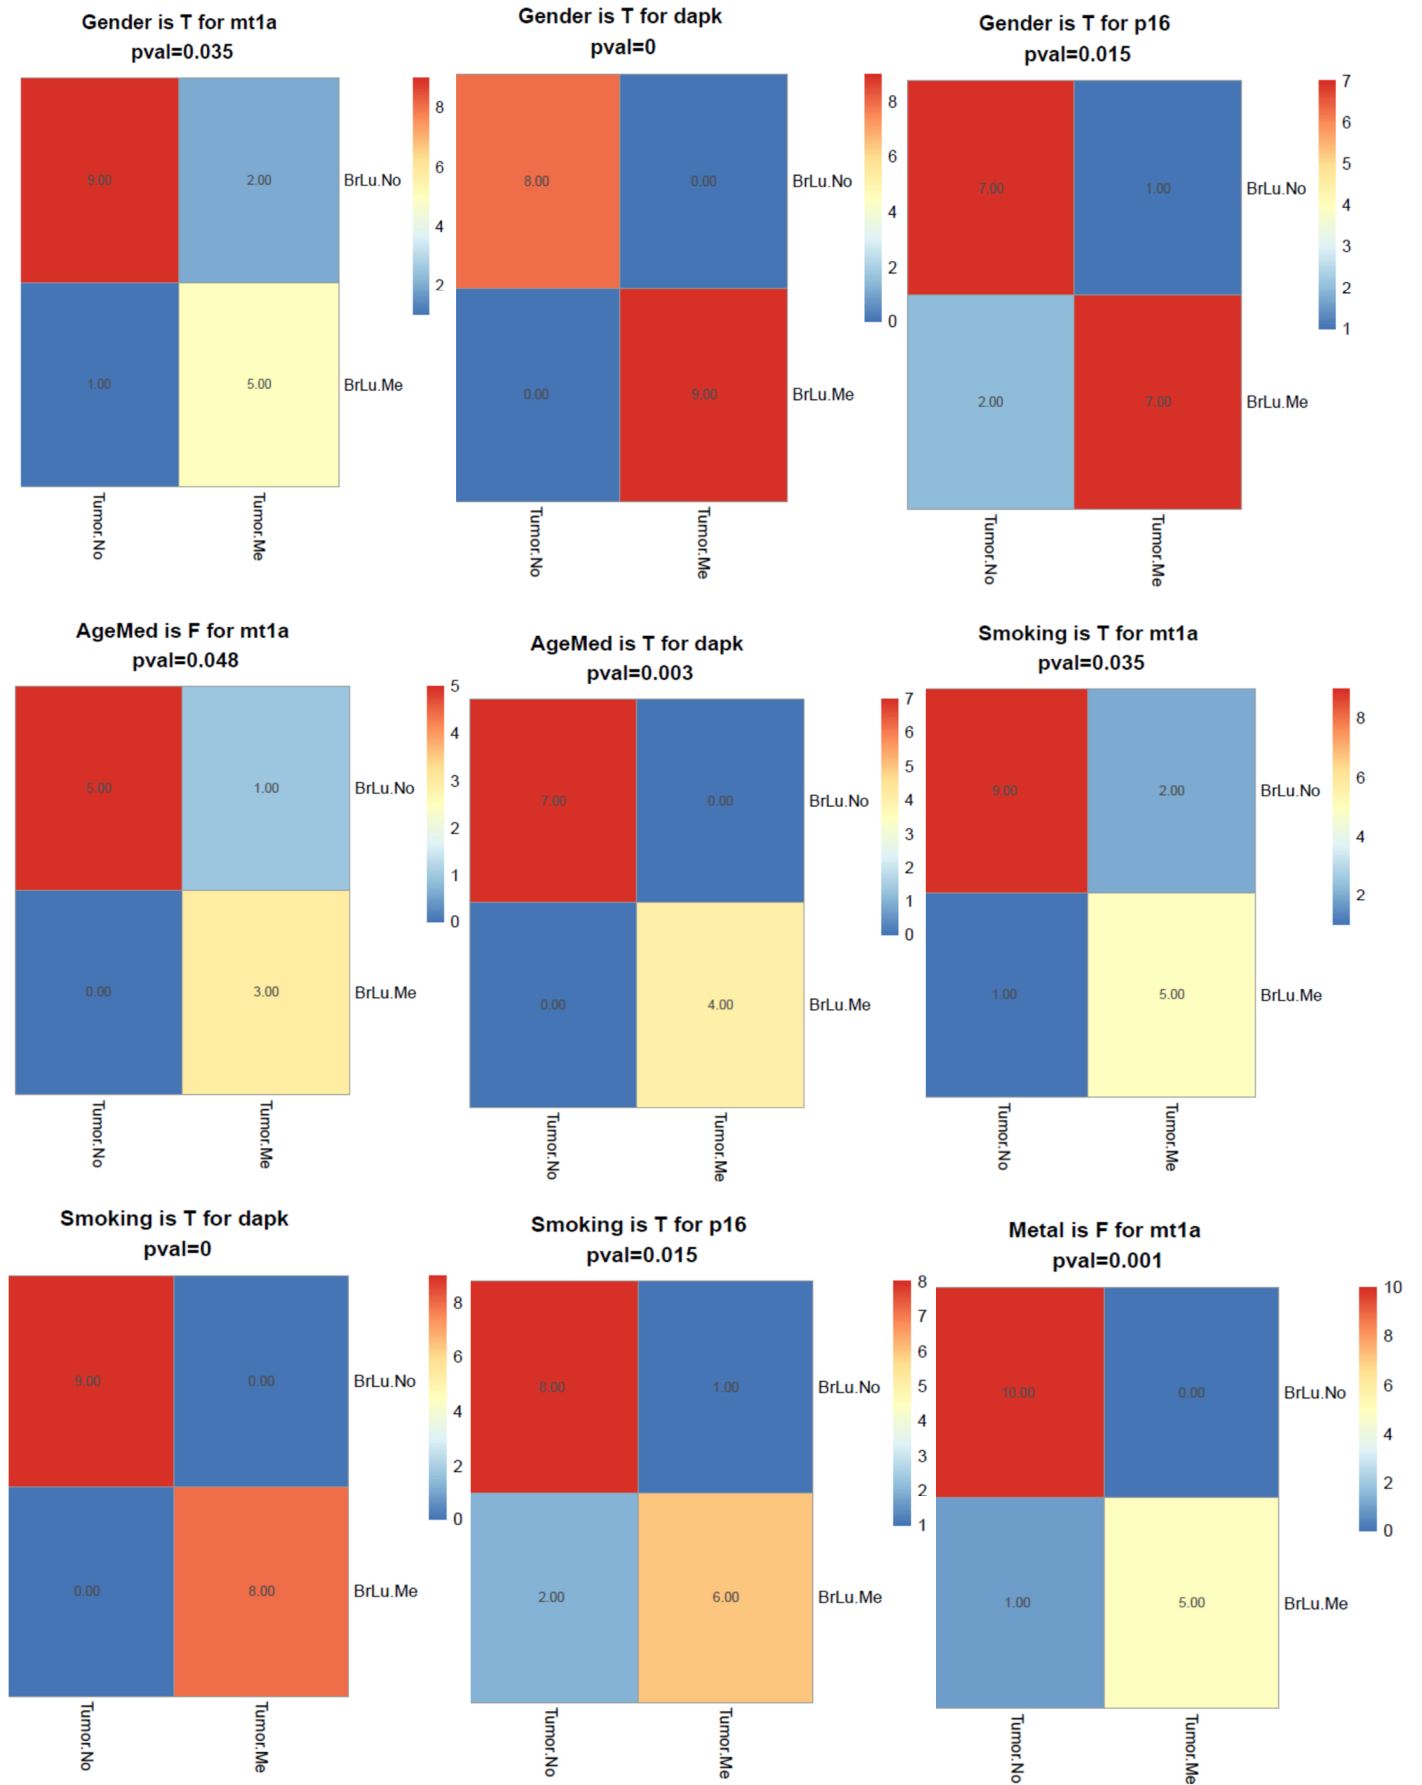 Gender is T for mt1a
pval=0.035
9.00
2.00
BrLu.No
1.00
5.00
BrLu.Me
Tumor.No
Tumor.Me
8
6
4
2
Gender is T for dapk
pval=0
8.00
0.00
BrLu.No
0.00
9.00
BrLu.Me
Tumor.No
Tumor.Me
8
6
4
2
0
Gender is T for p16
pval=0.015
7.00
1.00
BrLu.No
2.00
7.00
BrLu.Me
Tumor.No
Tumor.Me
7
6
5
4
3
2
1
AgeMed is F for mt1a
pval=0.048
5.00
1.00
BrLu.No
0.00
3.00
BrLu.Me
Tumor.No
Tumor.Me
5
4
3
2
1
0
AgeMed is T for dapk
pval=0.003
7.00
0.00
BrLu.No
0.00
4.00
BrLu.Me
Tumor.No
Tumor.Me
7
6
5
4
3
2
1
0
Smoking is T for mt1a
pval=0.035
9.00
2.00
BrLu.No
1.00
5.00
BrLu.Me
Tumor.No
Tumor.Me
8
6
4
2
Smoking is T for dapk
pval=0
9.00
0.00
BrLu.No
0.00
8.00
BrLu.Me
Tumor.No
Tumor.Me
8
6
4
2
0
Smoking is T for p16
pval=0.015
8.00
1.00
BrLu.No
2.00
6.00
BrLu.Me
Tumor.No
Tumor.Me
8
7
6
5
4
3
2
1
Metal is F for mt1a
pval=0.001
10.00
0.00
BrLu.No
1.00
5.00
BrLu.Me
Tumor.No
Tumor.Me
10
8
6
4
2
0